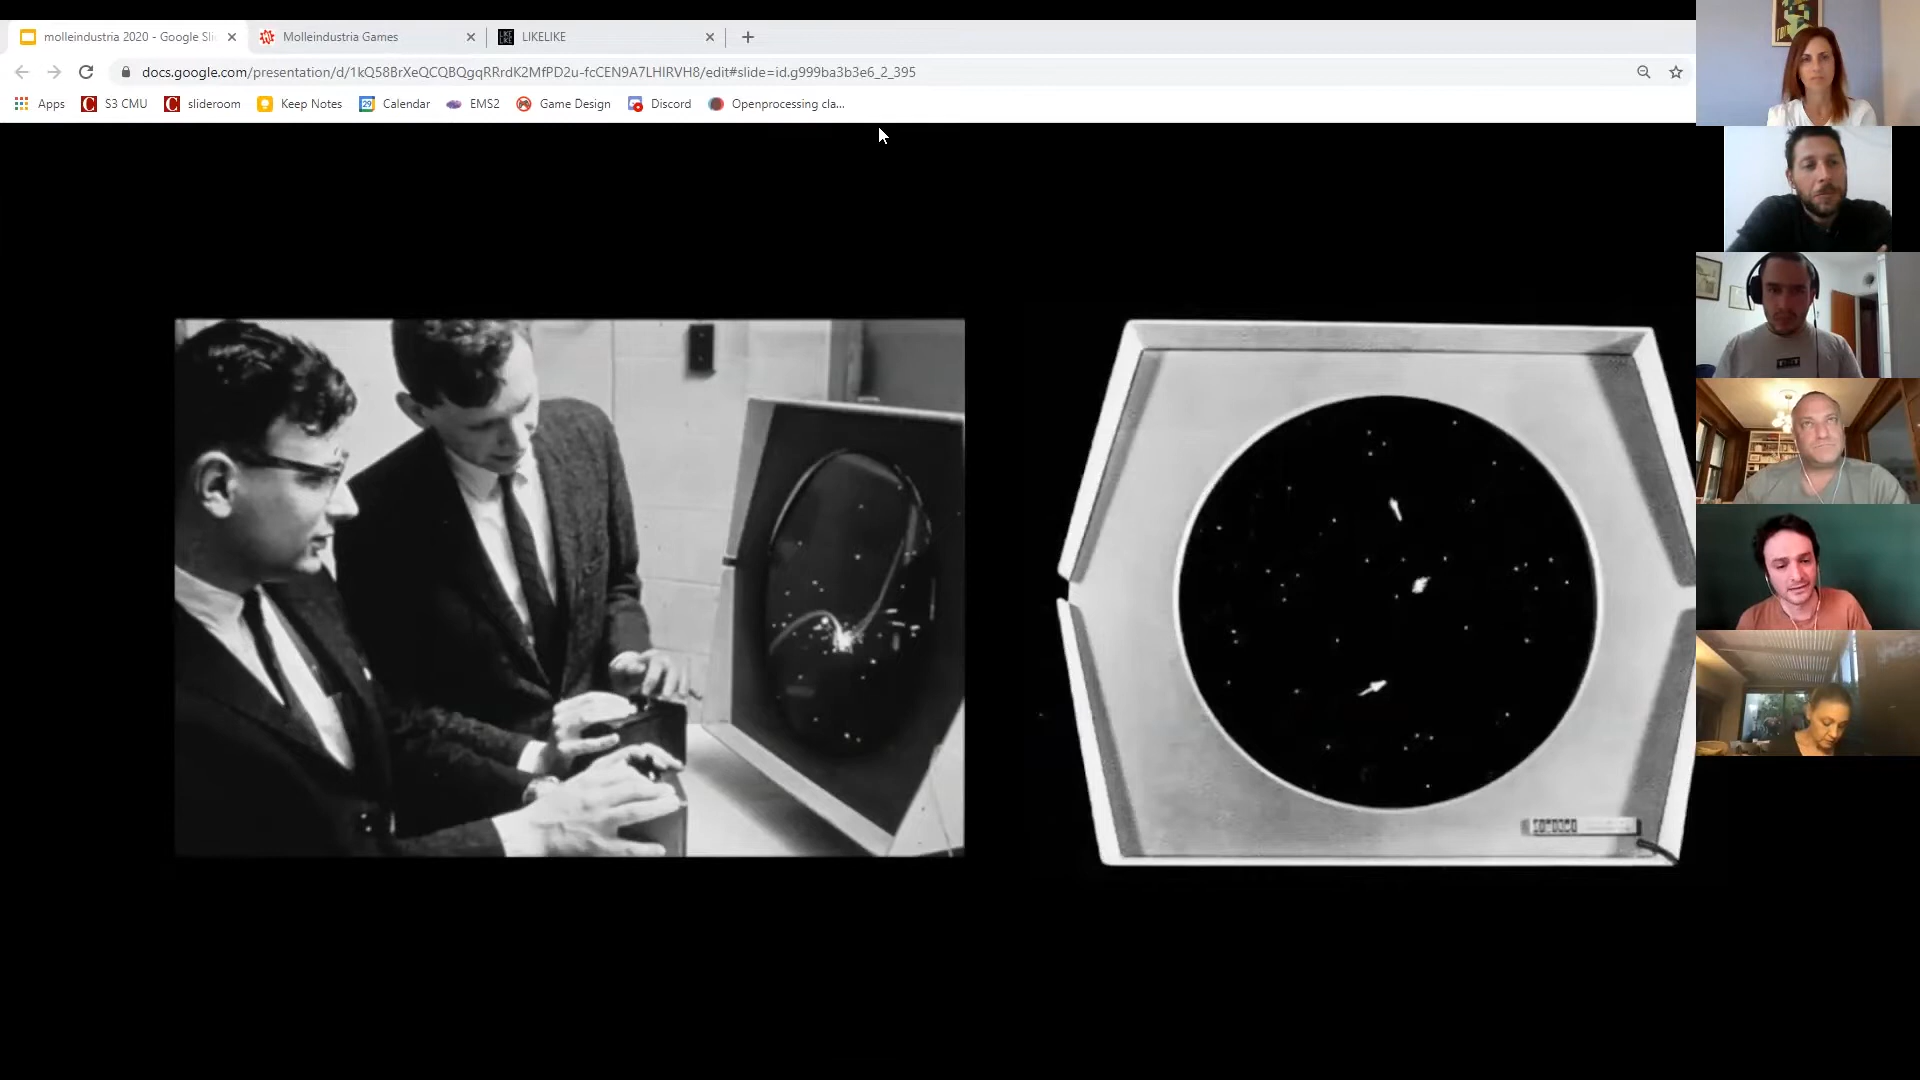 molleindustria 2020 - Google Sli
Molleindustria Games
LIKELIKE
docs.google.com/presentation/d/1kQ58BrXeQCQBQgqRRrdK2MfPD2u-fcCEN9A7LHIRVH8/edit#slide=id.g999ba3b3e6_2_395
Apps
S3 CMU
slideroom
Keep Notes
Calendar
EMS2
Game Design
Discord
Openprocessing cla...